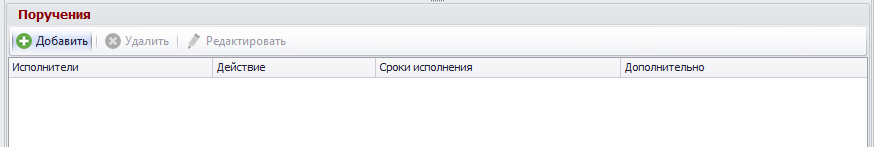 Поручения
Добавить Удалить Редактировать
Исполнители Действие Сроки исполнения Дополнительно